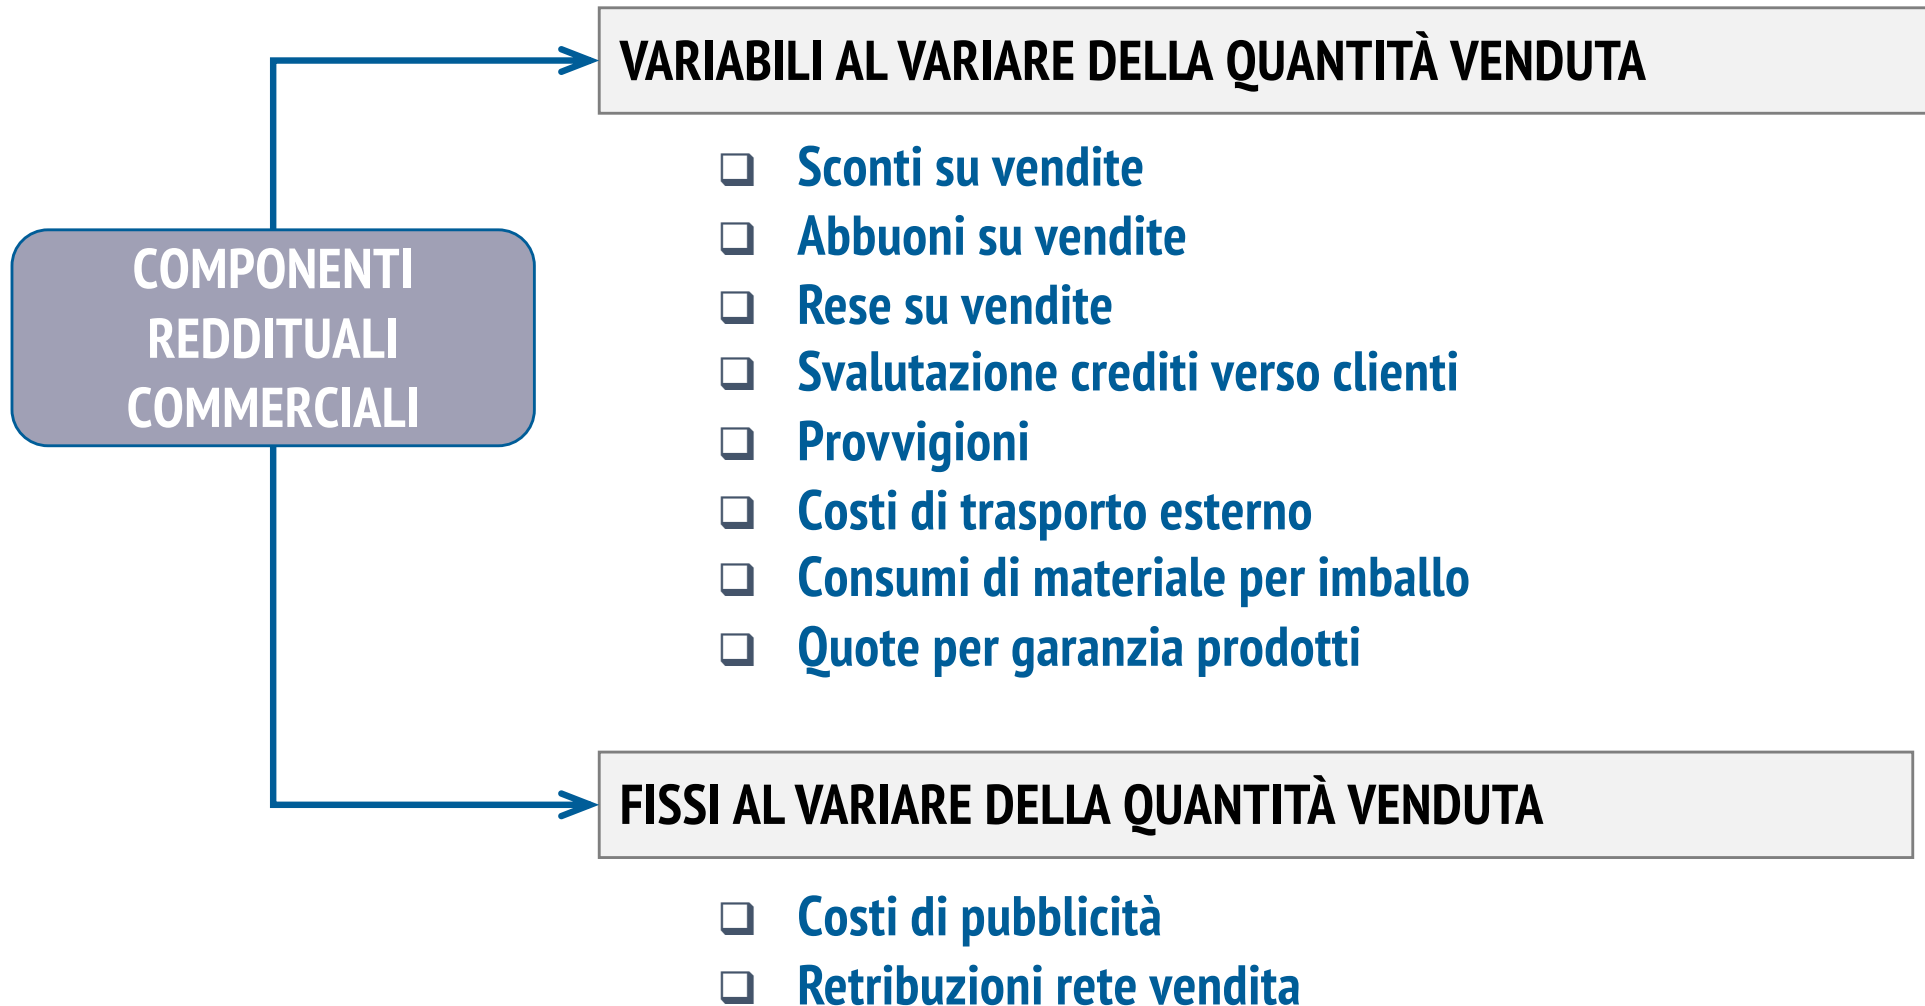 VARIABILI AL VARIARE DELLA QUANTITÀ VENDUTA
Sconti su vendite
Abbuoni su vendite
Rese su vendite
Svalutazione crediti verso clienti
Provvigioni
Costi di trasporto esterno
Consumi di materiale per imballo
Quote per garanzia prodotti
COMPONENTI
REDDITUALI
COMMERCIALI
FISSI AL VARIARE DELLA QUANTITÀ VENDUTA
Costi di pubblicità
Retribuzioni rete vendita